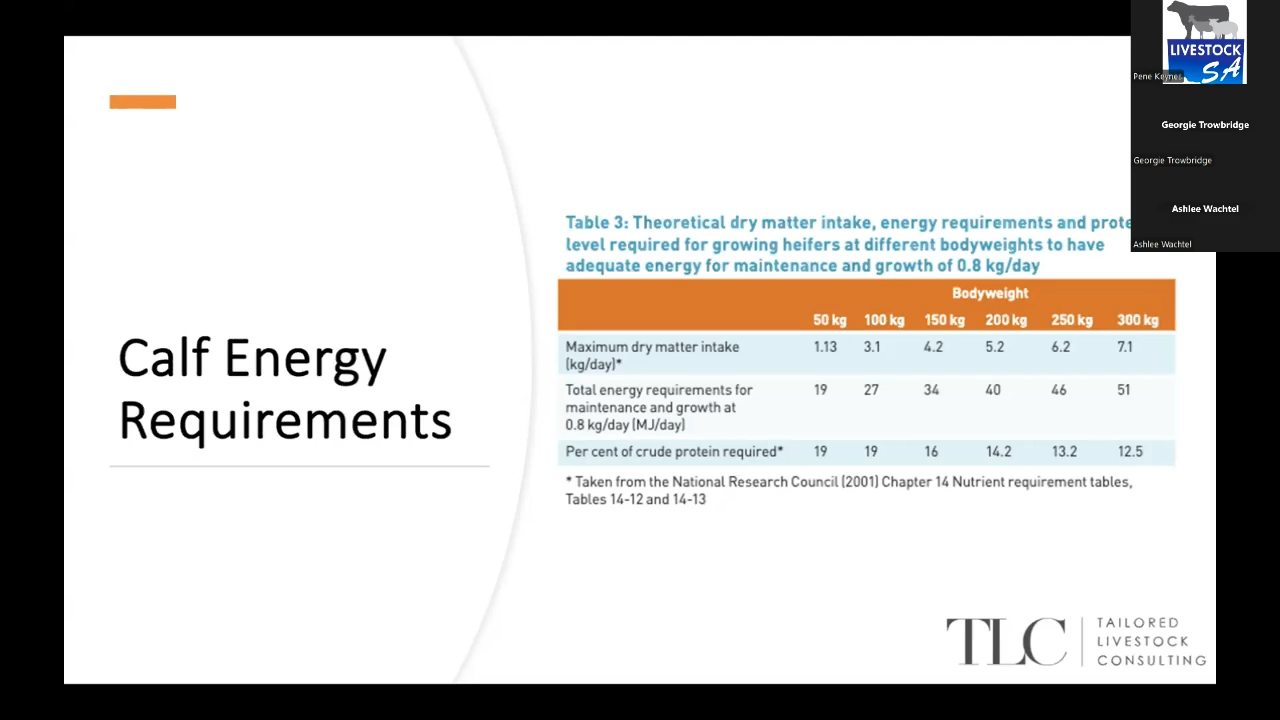 LIVESTOCK
SA
Pene Keyner
Georgie Trowbridge
Georgie Trowbridge
Ashlee Wachtel
Ashlee Wachtel
Calf Energy
Requirements
Table 3: Theoretical dry matter intake, energy requirements and prote
level required for growing heifers at different bodyweights to have
adequate energy for maintenance and growth of 0.8 kg/day
Bodyweight
50 kg 100 kg 150 kg 200 kg 250 kg 300 kg
Maximum dry matter intake 1.13 3.1 4.2 5.2 6.2 7.1
(kg/day)*
Total energy requirements for 19 27 34 40 46 51
maintenance and growth at
0.8 kg/day (MJ/day)
Per cent of crude protein required* 19 19 16 14.2 13.2 12.5
* Taken from the National Research Council (2001) Chapter 14 Nutrient requirement tables,
Tables 14-12 and 14-13
TLC
TAILORED
LIVESTOCK
CONSULTING